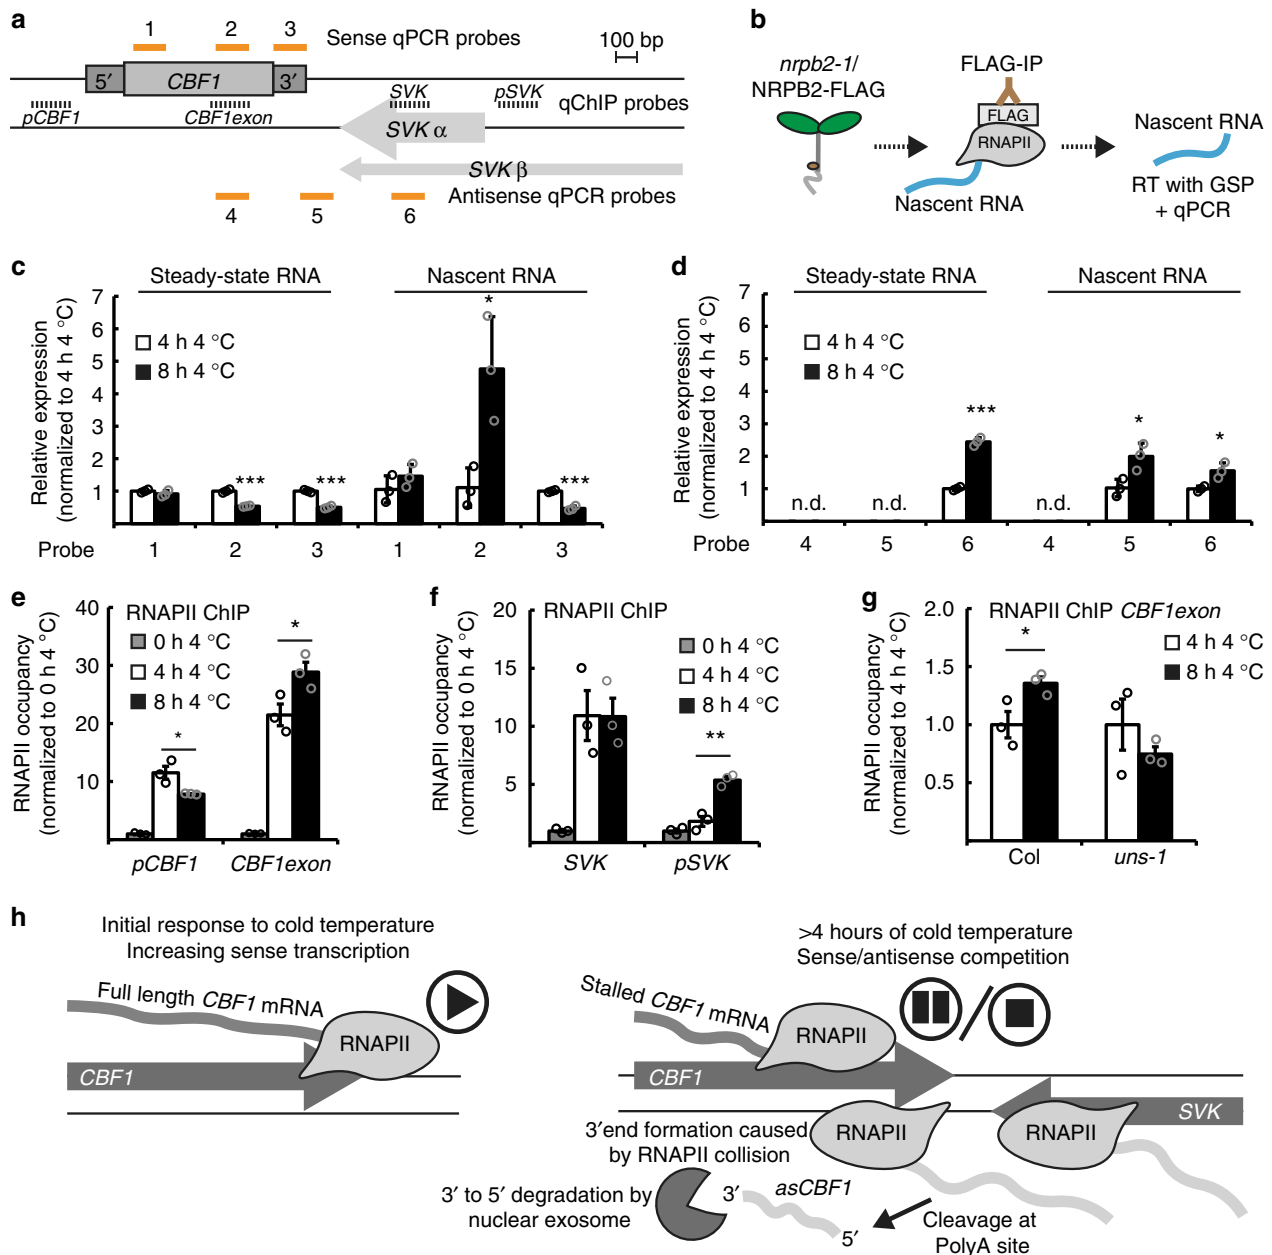 a
1 2 3 Sense qPCR probes
100 bp
5′ CBF1 3′
pCBF1 CBF1exon SVK pSVK qChIP probes
SVK α
SVK β
4 5 6 Antisense qPCR probes
b
nrpb2-1/
NRPB2-FLAG
FLAG-IP
FLAG
RNAPII
Nascent RNA
Nascent RNA
RT with GSP
+ qPCR
c
Steady-state RNA Nascent RNA
Relative expression
(normalized to 4 h 4 °C)
7
6
5
4
3
2
1
4 h 4 °C
8 h 4 °C
*** *** * ***
Probe 1 2 3 1 2 3
d
Steady-state RNA Nascent RNA
Relative expression
(normalized to 4 h 4 °C)
7
6
5
4
3
2
1
4 h 4 °C
8 h 4 °C
n.d. n.d. *** n.d. * *
Probe 4 5 6 4 5 6
e
RNAPII ChIP
RNAPII occupancy
(normalized to 0 h 4 °C)
40
30
20
10
0 h 4 °C
4 h 4 °C
8 h 4 °C
* *
pCBF1 CBF1exon
f
RNAPII ChIP
RNAPII occupancy
(normalized to 0 h 4 °C)
20
15
10
5
0 h 4 °C
4 h 4 °C
8 h 4 °C
**
SVK pSVK
g
RNAPII ChIP CBF1exon
RNAPII occupancy
(normalized to 4 h 4 °C)
2.0
1.5
1.0
0.5
4 h 4 °C
8 h 4 °C
*
Col uns-1
h
Initial response to cold temperature
Increasing sense transcription
Full length CBF1 mRNA
RNAPII
CBF1
>4 hours of cold temperature
Sense/antisense competition
Stalled CBF1 mRNA
RNAPII
CBF1
SVK
RNAPII
RNAPII
3′end formation caused
by RNAPII collision
3′ to 5′ degradation by
nuclear exosome
3′ asCBF1 5′
Cleavage at
PolyA site